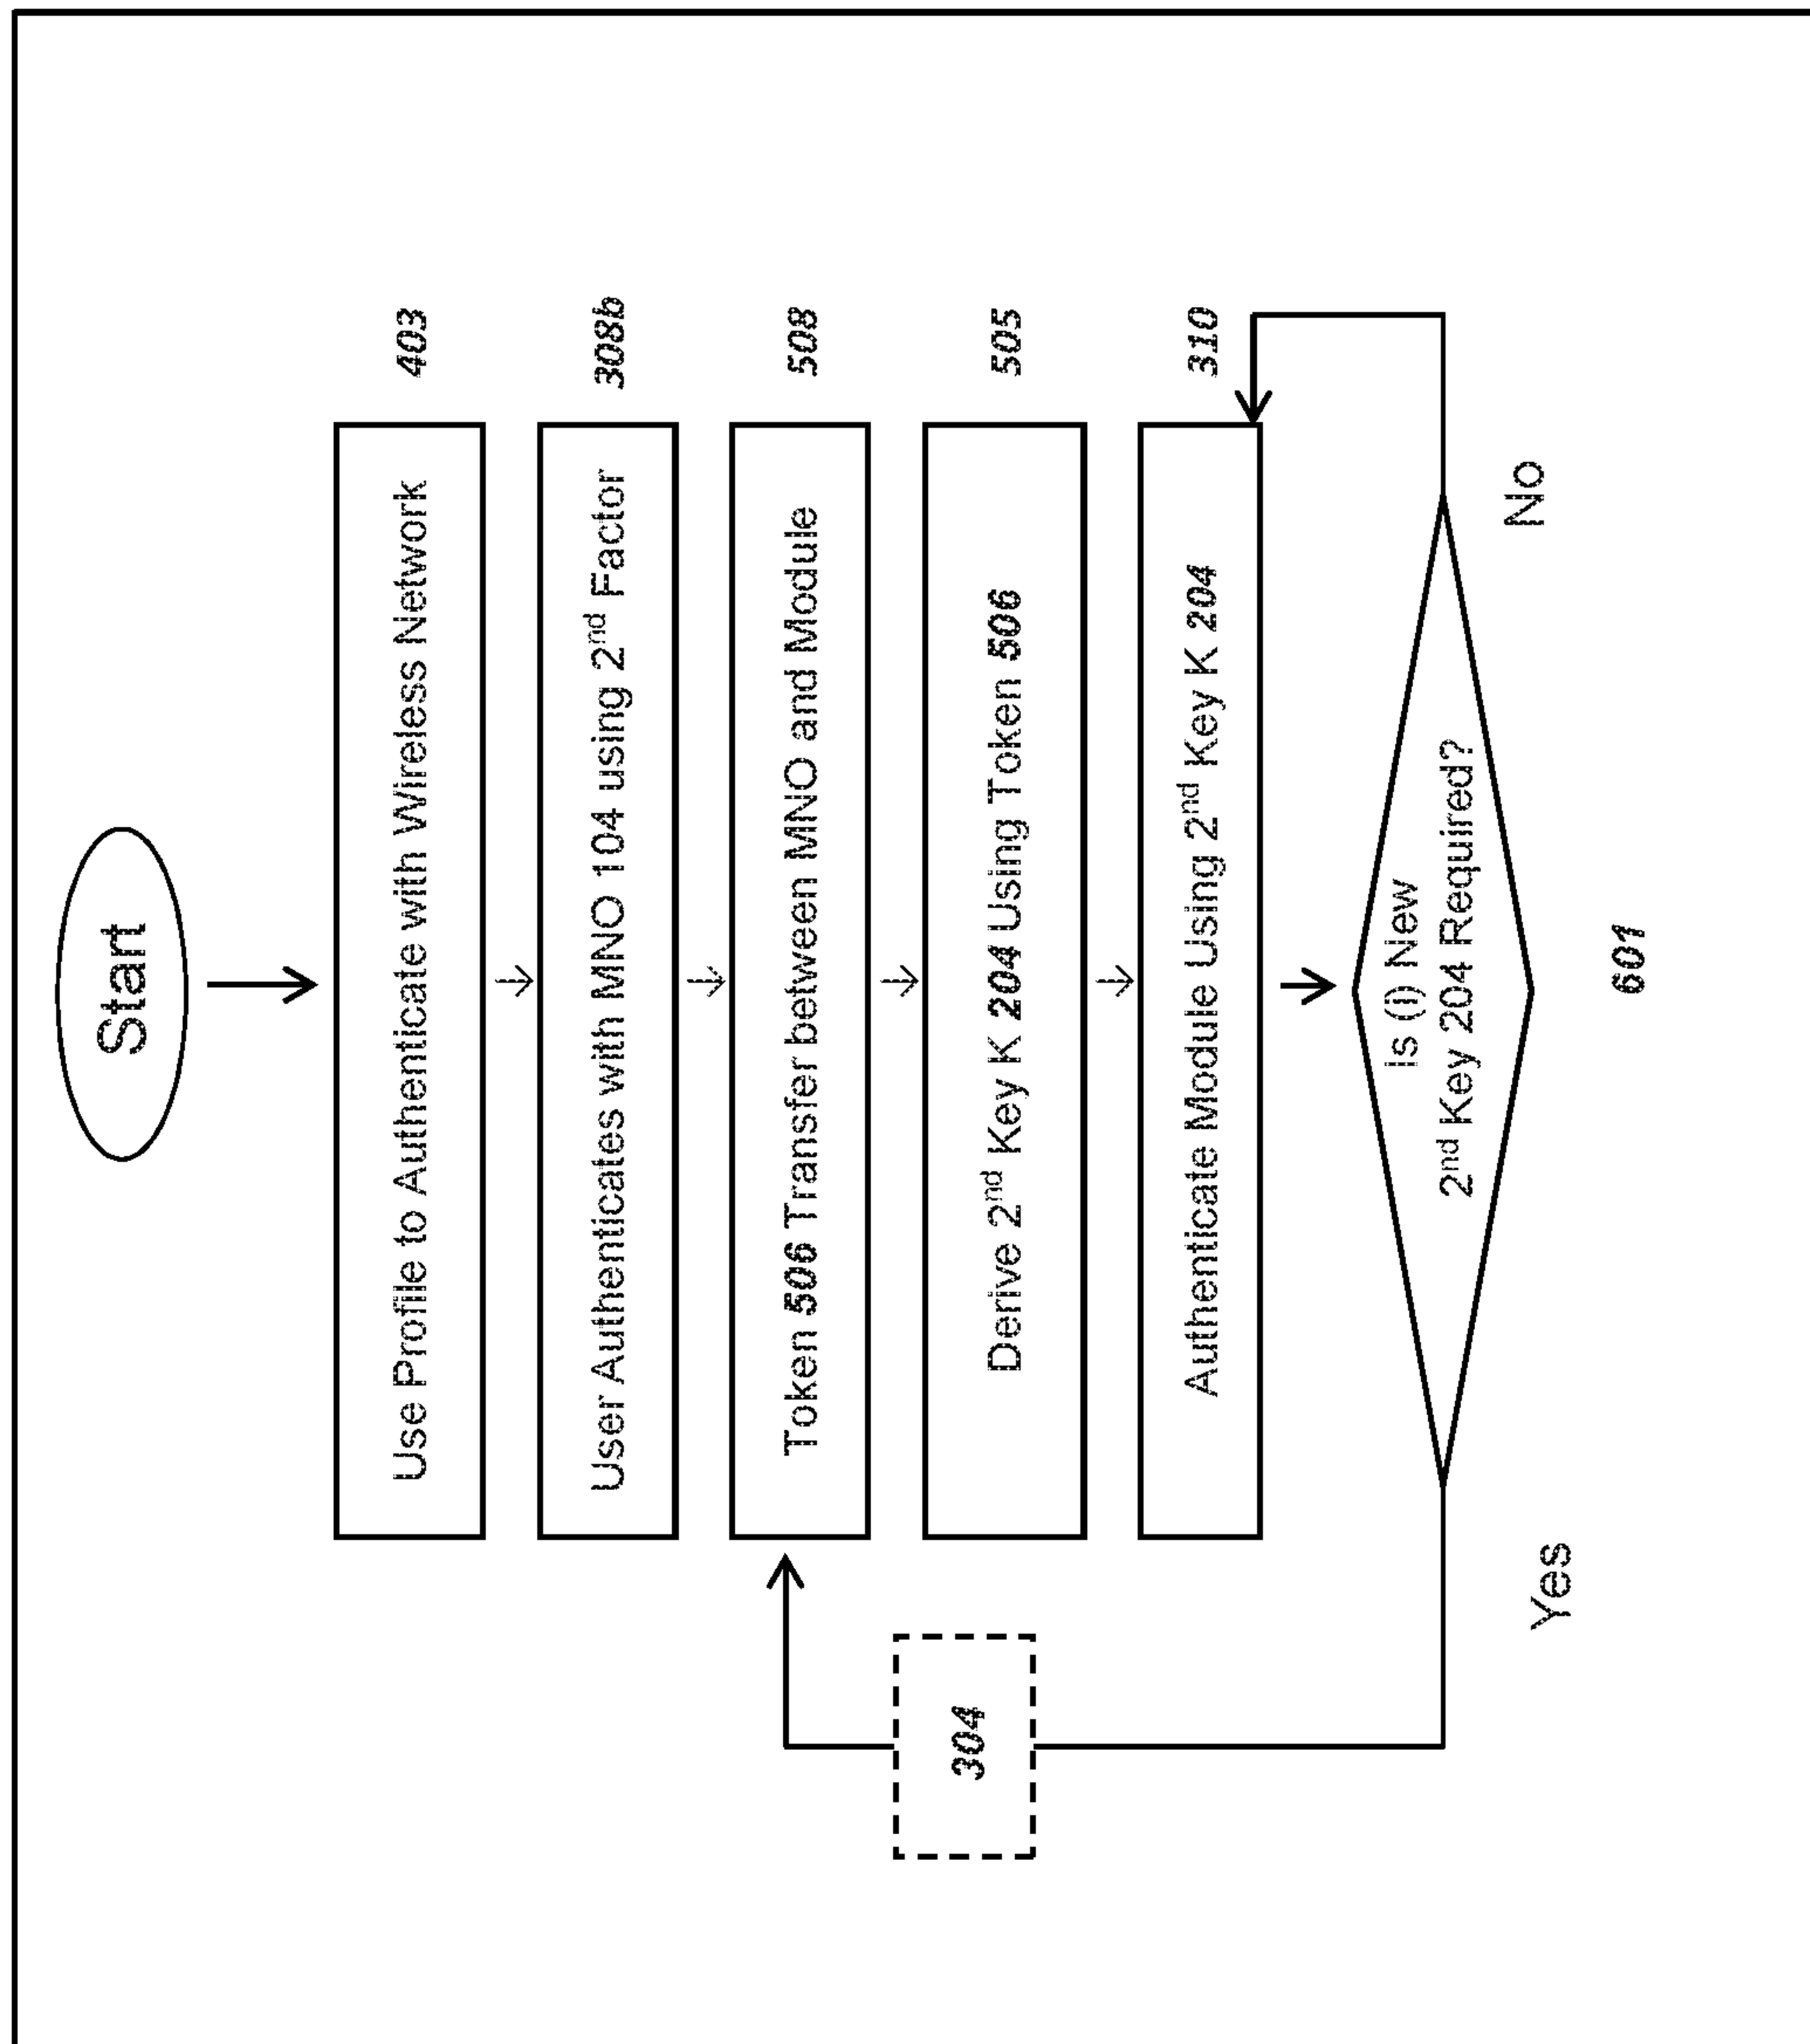 Start
Use Profile to Authenticate with Wireless Network
403
User Authenticates with MNO 104 using 2nd Factor
308b
Token 506 Transfer between MNO and Module
508
Derive 2nd Key K 204 Using Token 506
505
Authenticate Module Using 2nd Key K 204
310
Is (i) New
2nd Key 204 Required?
601
304
Yes
No